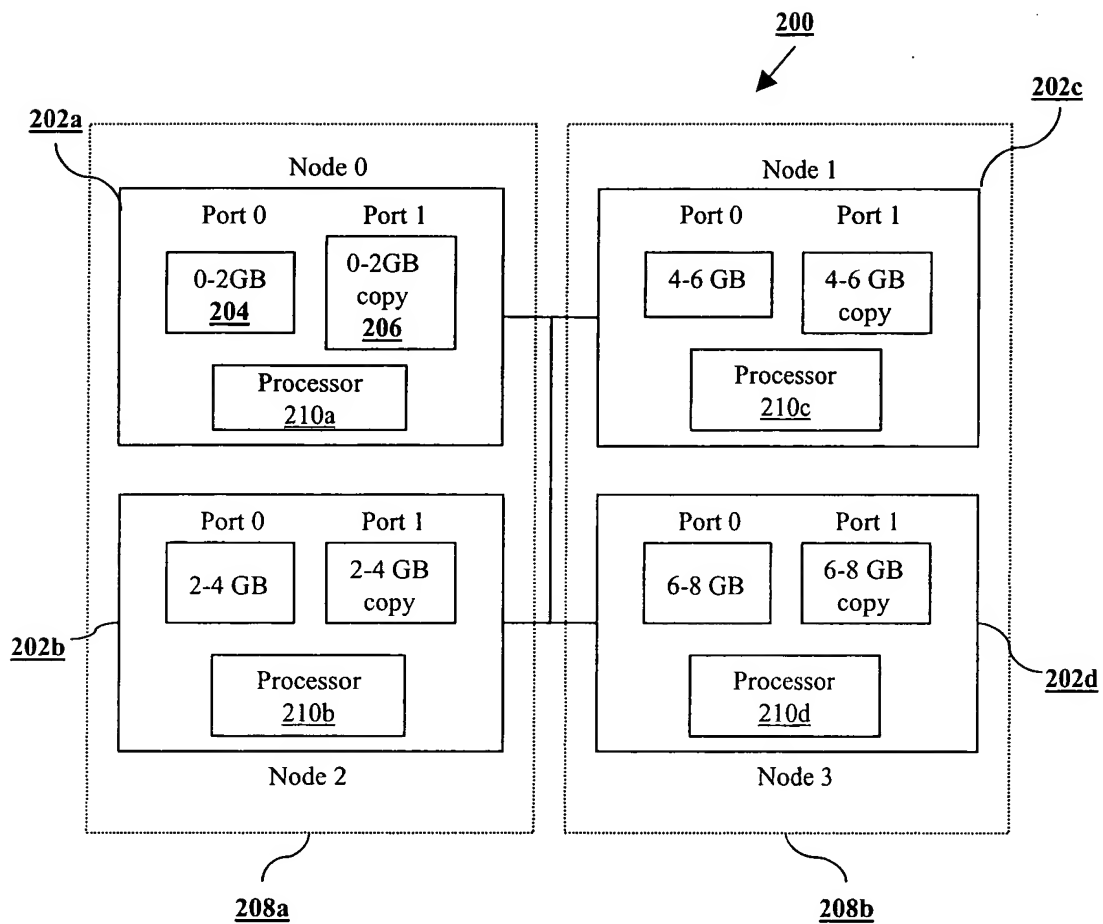 200
202a
202c
Node 0
Node 1
Port 0
Port 1
0-2GB
204
0-2GB
copy
206
Processor
210a
Port 0
Port 1
4-6 GB
4-6 GB
copy
Processor
210c
Port 0
Port 1
2-4 GB
2-4 GB
copy
Processor
210b
202b
Node 2
Port 0
Port 1
6-8 GB
6-8 GB
copy
Processor
210d
202d
Node 3
208a
208b